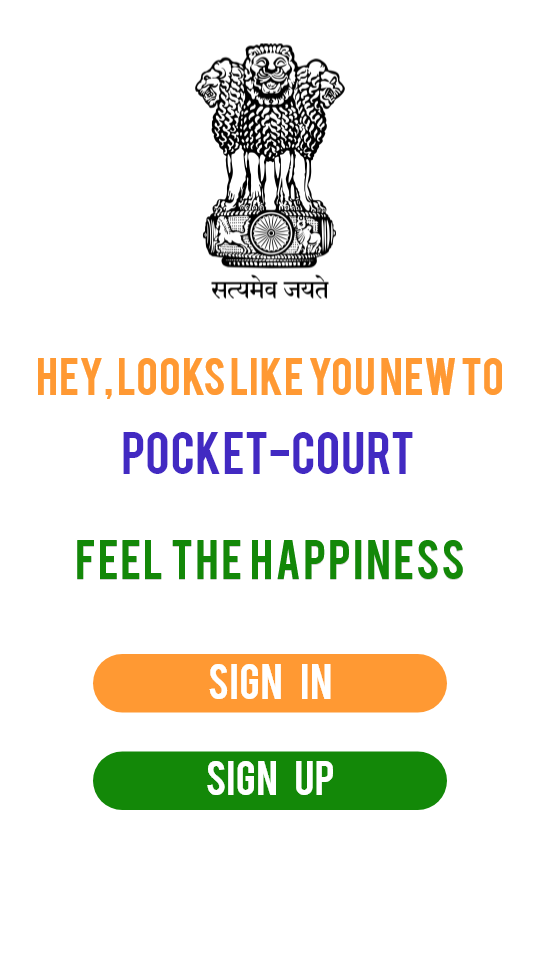 सत्यमेव जयते
HEY, LOOKS LIKE YOU NEW TO
POCKET-COURT
FEEL THE HAPPINESS
SIGN IN
SIGN UP